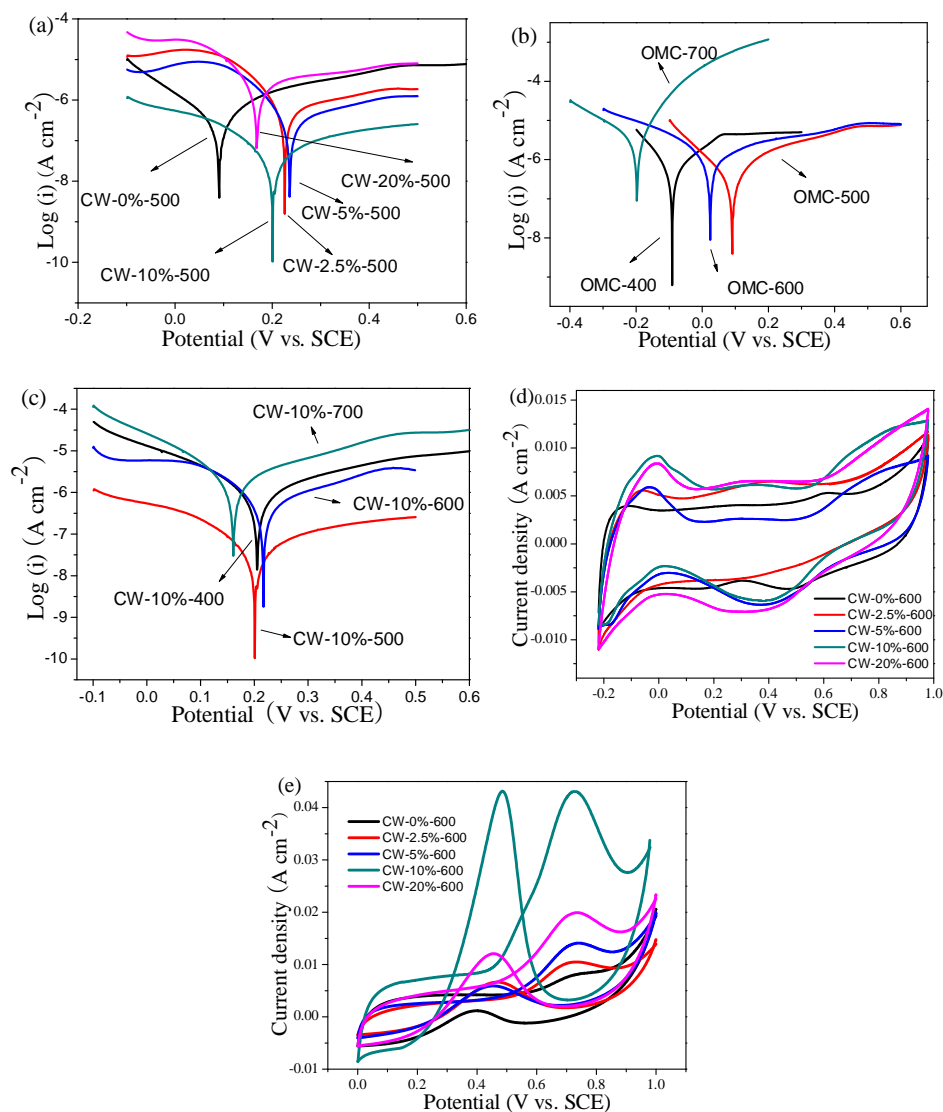 (a)
-4
-6
-8
-10
Log (i) (A cm-2)
CW-0%-500
CW-20%-500
CW-5%-500
CW-10%-500
CW-2.5%-500
-0.2 0.0 0.2 0.4 0.6
Potential (V vs. SCE)
(b)
-4
-6
-8
Log (i) (A cm-2)
OMC-700
OMC-500
OMC-400
OMC-600
-0.4 -0.2 0.0 0.2 0.4 0.6
Potential (V vs. SCE)
(c)
-4
-5
-6
-7
-8
-9
-10
Log (i) (A cm-2)
CW-10%-700
CW-10%-600
CW-10%-400
CW-10%-500
-0.1 0.0 0.1 0.2 0.3 0.4 0.5 0.6
Potential (V vs. SCE)
(d)
0.015
0.010
0.005
0.000
-0.005
-0.010
Current density (A cm-2)
CW-0%-600
CW-2.5%-600
CW-5%-600
CW-10%-600
CW-20%-600
-0.2 0.0 0.2 0.4 0.6 0.8 1.0
Potential (V vs. SCE)
(e)
0.04
0.03
0.02
0.01
0.00
-0.01
Current density (A cm-2)
CW-0%-600
CW-2.5%-600
CW-5%-600
CW-10%-600
CW-20%-600
0.0 0.2 0.4 0.6 0.8 1.0
Potential (V vs. SCE)